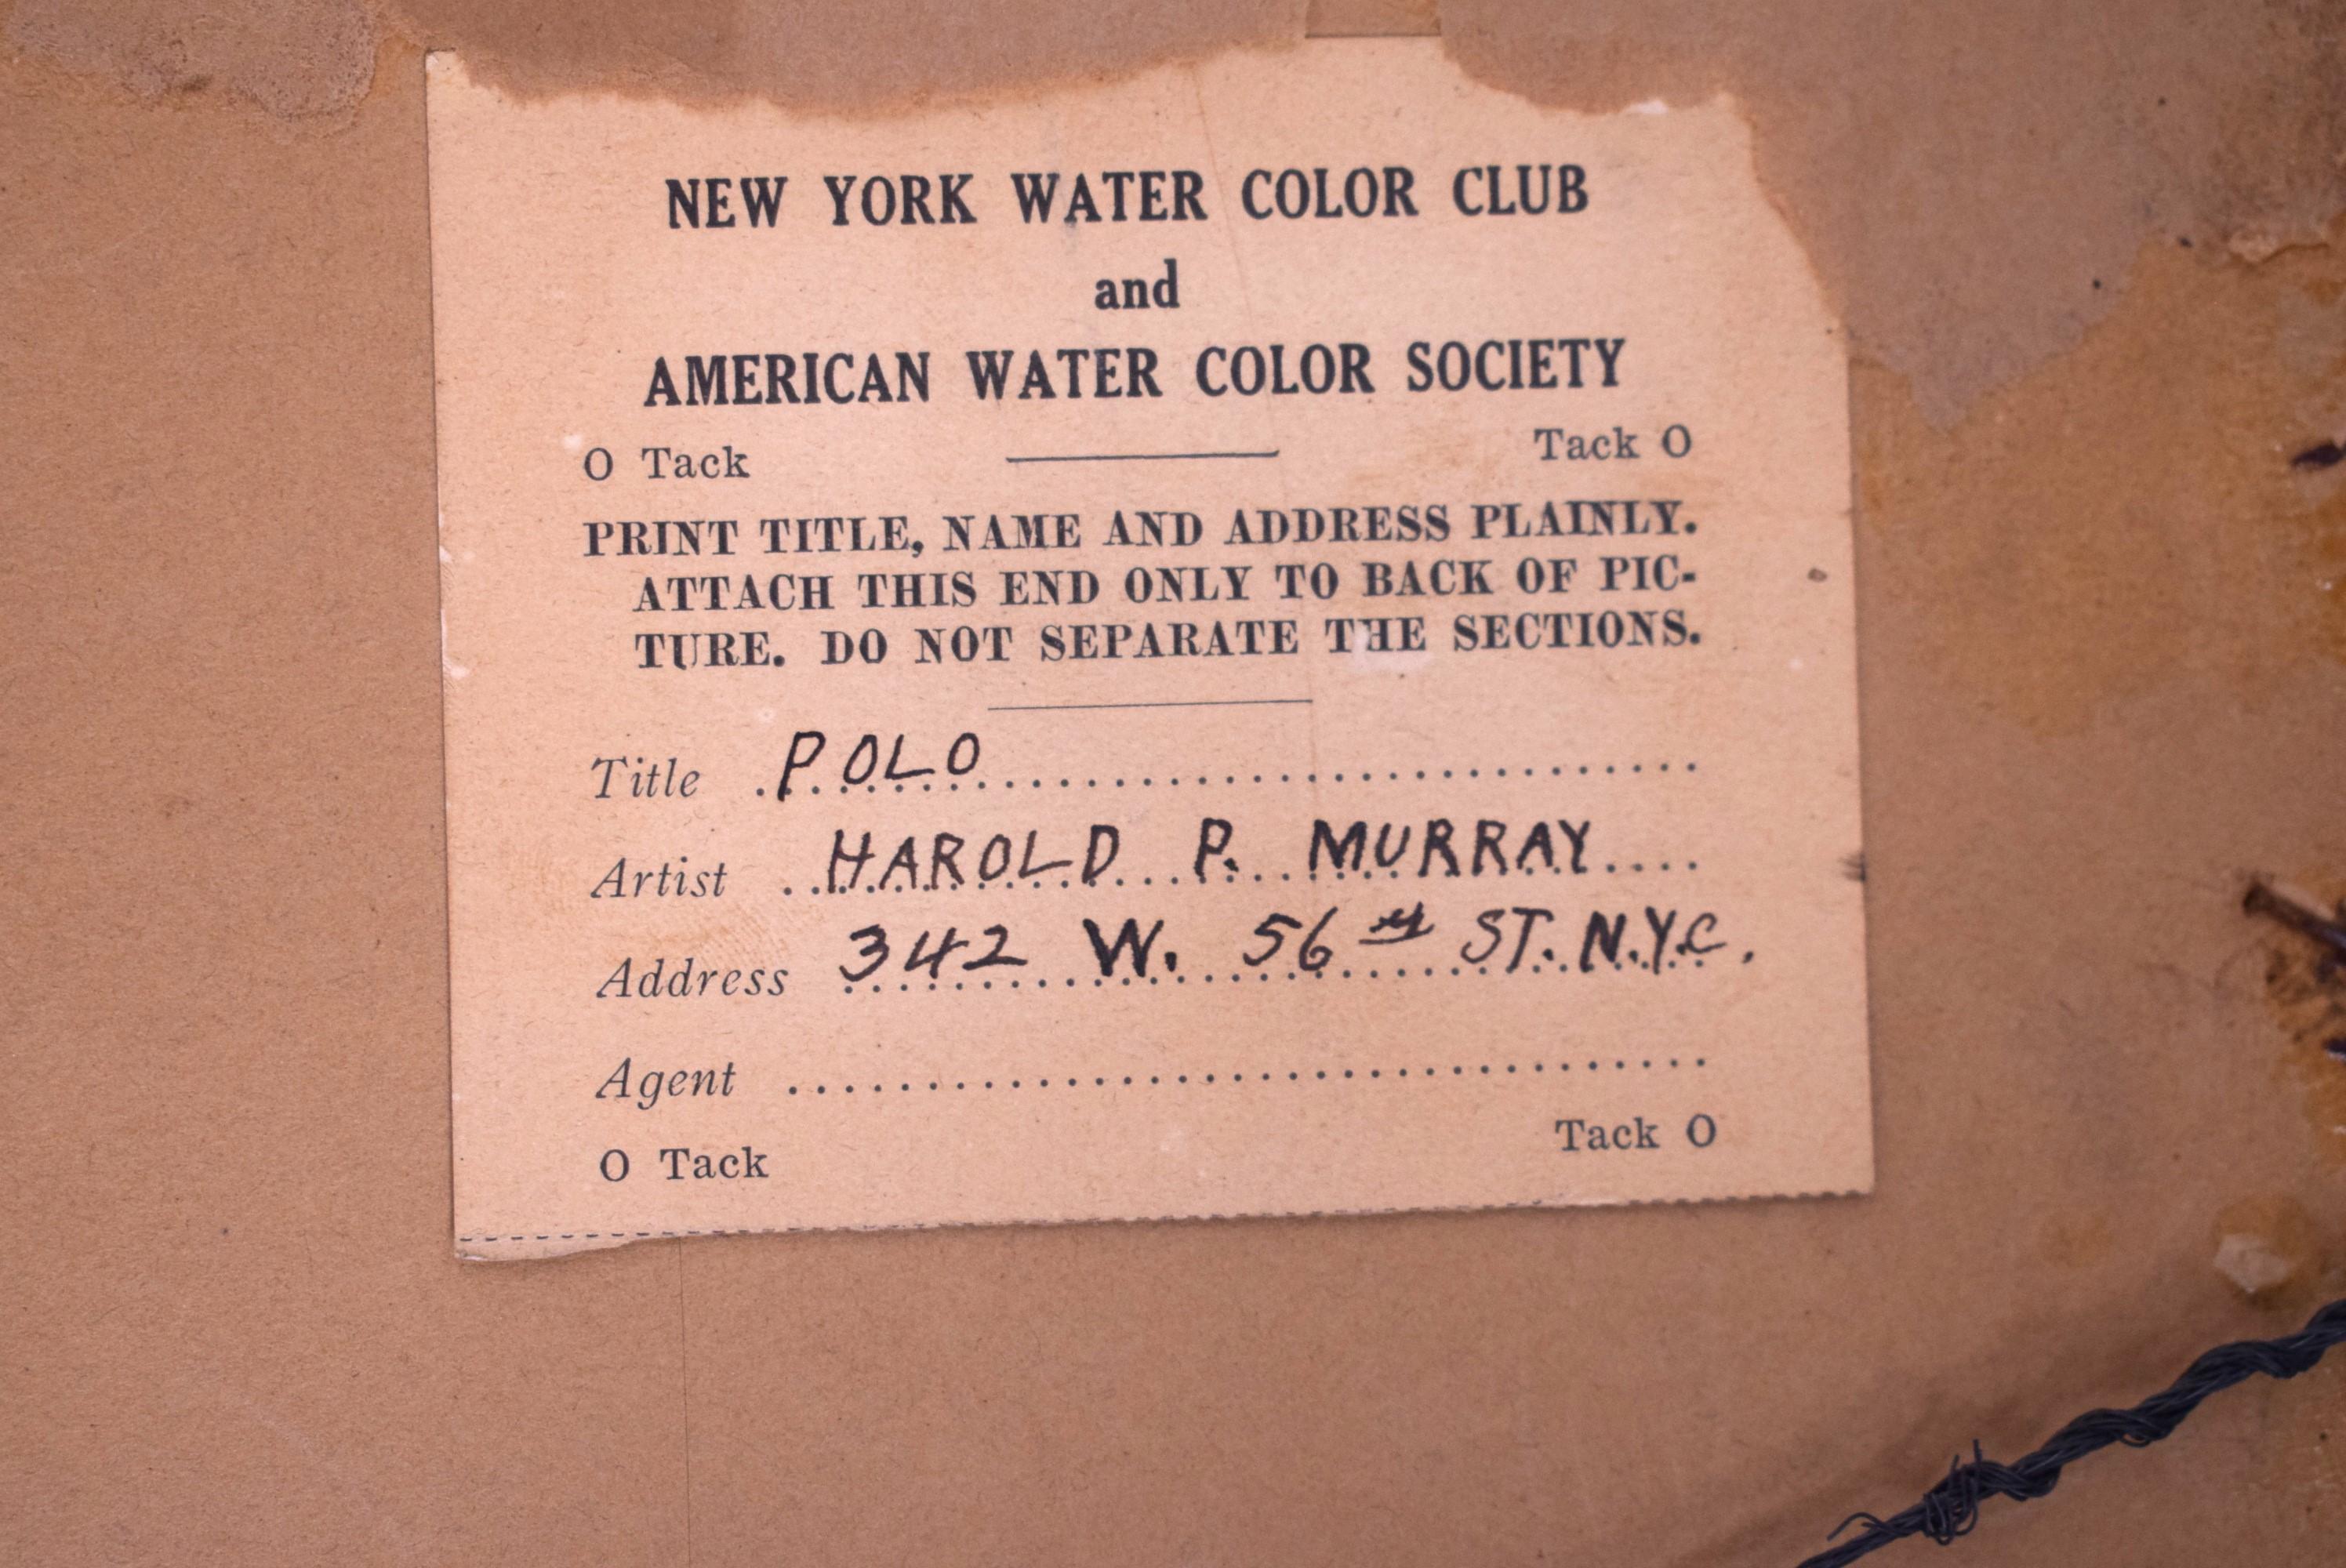 NEW YORK WATER COLOR CLUB
and
AMERICAN WATER COLOR SOCIETY
O Tack Tack O
PRINT TITLE, NAME AND ADDRESS PLAINLY.
ATTACH THIS END ONLY TO BACK OF PIC-
TURE. DO NOT SEPARATE THE SECTIONS.
Title POLO
Artist HAROLD P. MURRAY
Address 342 W. 56TH ST. N.Y.C.
Agent
O Tack Tack O